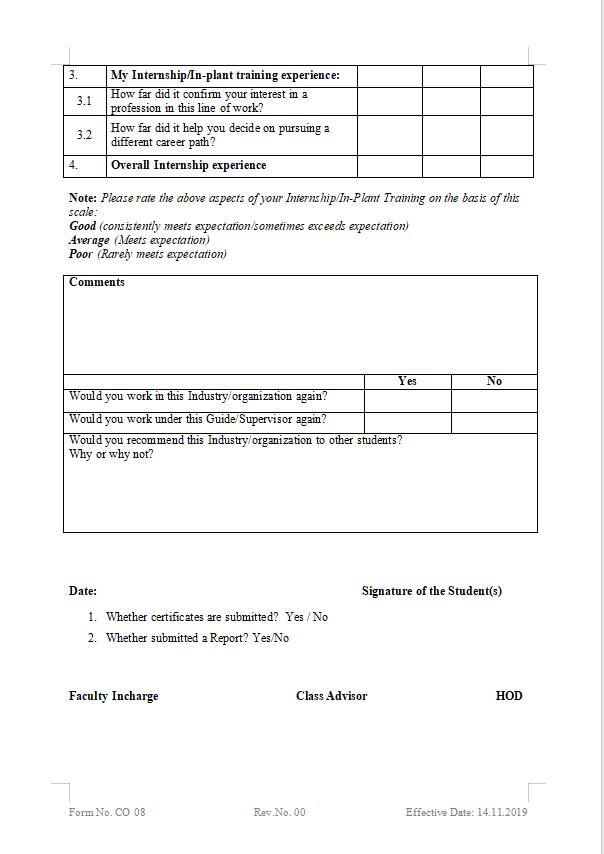 3. My Internship/In-plant training experience:
3.1 How far did it confirm your interest in a
profession in this line of work?
3.2 How far did it help you decide on pursuing a
different career path?
4. Overall Internship experience
Note: Please rate the above aspects of your Internship/In-Plant Training on the basis of this
scale:
Good (consistently meets expectation/sometimes exceeds expectation)
Average (Meets expectation)
Poor (Rarely meets expectation)
Comments
Yes No
Would you work in this Industry/organization again?
Would you work under this Guide/Supervisor again?
Would you recommend this Industry/organization to other students?
Why or why not?
Date: Signature of the Student(s)
1. Whether certificates are submitted? Yes / No
2. Whether submitted a Report? Yes/No
Faculty Incharge Class Advisor HOD
Form No. CO 08 Rev.No. 00 Effective Date: 14.11.2019